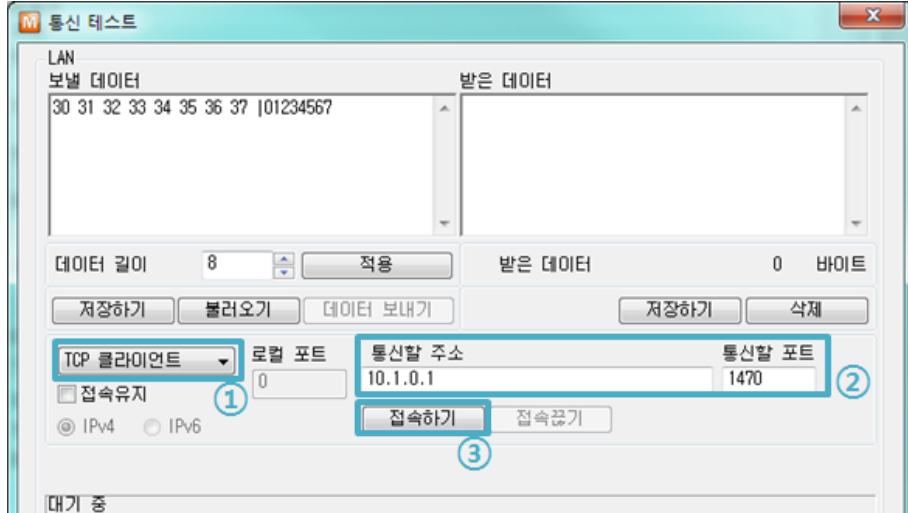 M 통신 테스트
LAN
보낼 데이터 받은 데이터
30 31 32 33 34 35 36 37 |01234567
데이터 길이 8 적용 받은 데이터 0 바이트
저장하기 불러오기 데이터 보내기 저장하기 삭제
TCP 클라이언트 로컬 포트 통신할 주소 통신할 포트
0 10.1.0.1 1470 ②
접속유지 ①
IPv4 IPv6 접속하기 접속끊기
③
대기 중